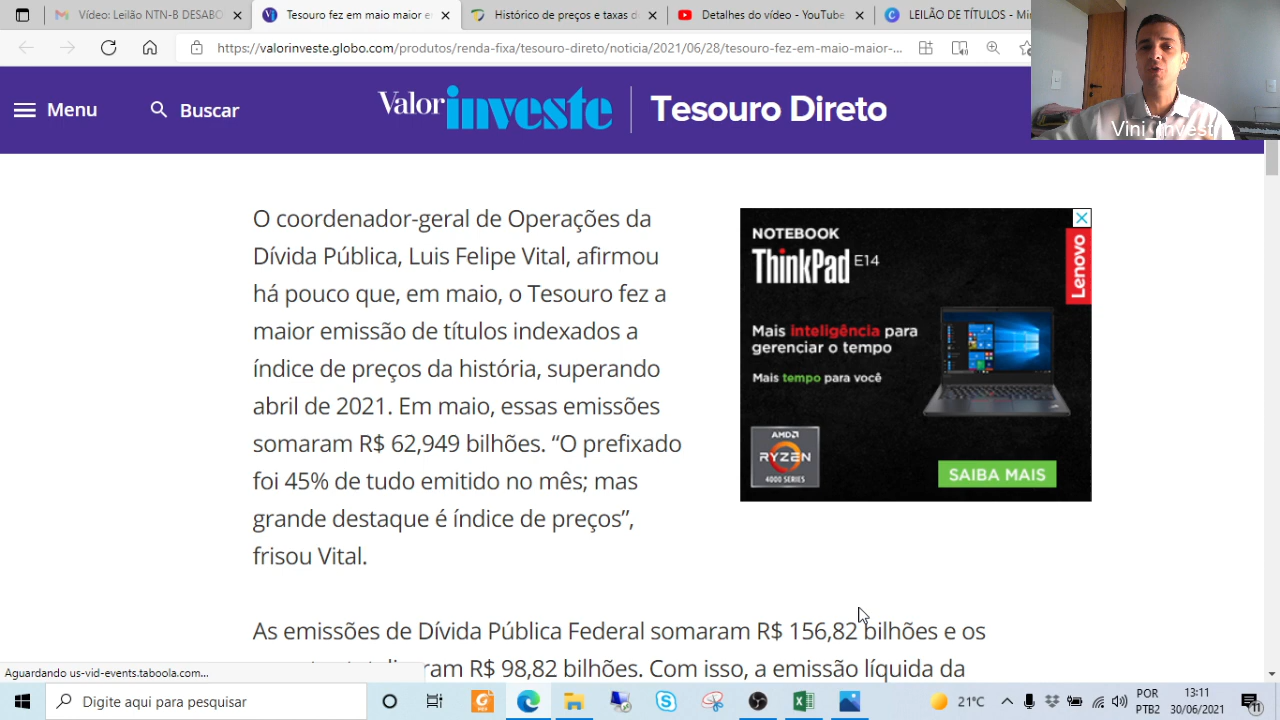 Leilão NTN-B DESABO
Tesouro fez em maio maior e
Histórico de preços e taxas d
Detalhes do vídeo - YouTube
LEILÃO DE TITULOS - Mi
https://valorinveste.globo.com/produtos/renda-fixa/tesouro-direto/noticia/2021/06/28/tesouro-fez-em-maio-maior-...
Vini Invest
Menu
Buscar
Valor investe
Tesouro Direto
O coordenador-geral de Operações da
Dívida Pública, Luis Felipe Vital, afirmou
há pouco que, em maio, o Tesouro fez a
maior emissão de títulos indexados a
índice de preços da história, superando
abril de 2021. Em maio, essas emissões
somaram R$ 62,949 bilhões. “O prefixado
foi 45% de tudo emitido no mês; mas
grande destaque é índice de preços”,
frisou Vital.
NOTEBOOK
ThinkPad E14
Lenovo
Mais inteligência para
gerenciar o tempo
Mais tempo para você
AMD
RYZEN
4000 SERIES
SAIBA MAIS
As emissões de Dívida Pública Federal somaram R$ 156,82 bilhões e os
ram R$ 98,82 bilhões. Com isso, a emissão líquida da
Aguardando us-vid-events.taboola.com...
Digite aqui para pesquisar
21°C
POR
PTB2
13:11
30/06/2021
11